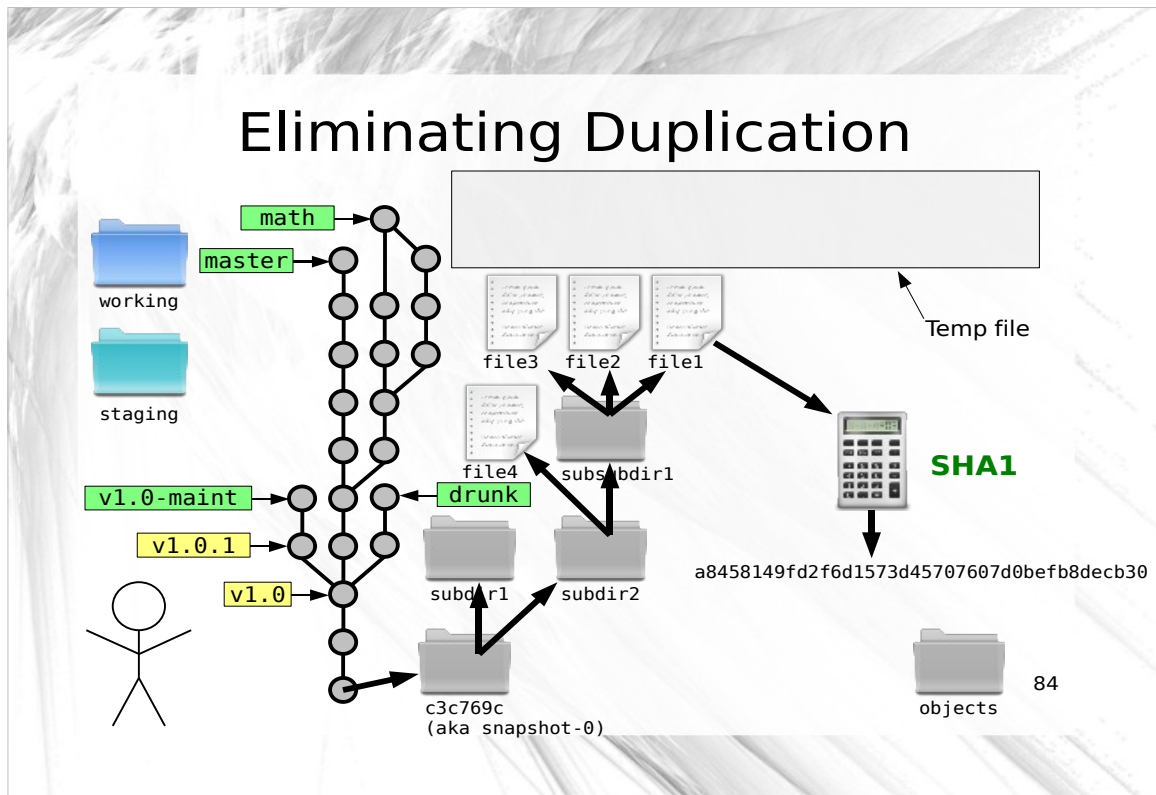 Eliminating Duplication
math
master
working
Temp file
file3
file2
file1
staging
file4
subsubdir1
SHA1
v1.0-maint
drunk
v1.0.1
a8458149fd2f6d1573d45707607d0befb8decb30
v1.0
subdir1
subdir2
84
c3c769c
(aka snapshot-0)
objects